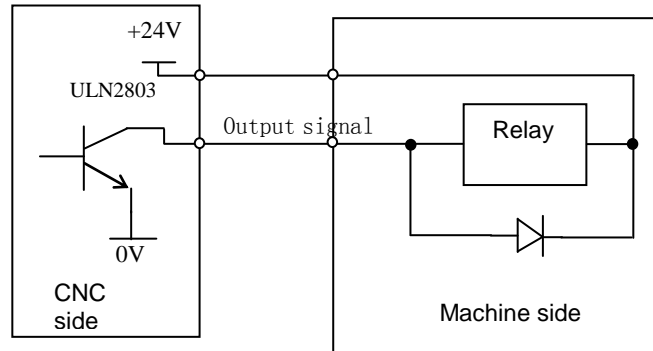 +24V
ULN2803
Output signal
Relay
0V
CNC
side
Machine side